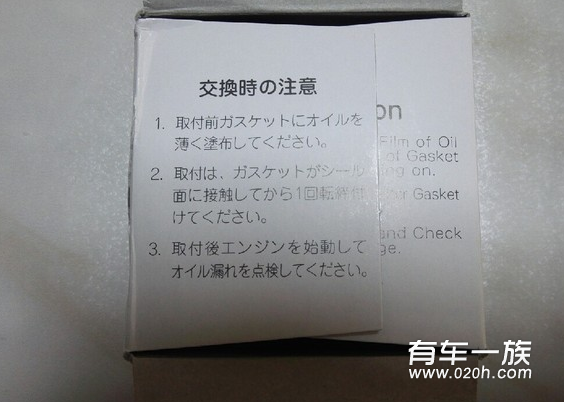 交換時の注意
1. 取付前ガスケットにオイルを
薄く塗布してください。
2. 取付は、ガスケットがシール
面に接触してから1回転締付
けてください。
3. 取付後エンジンを始動して
オイル漏れを点検してください。
on
Film of Oil
of Gasket
ng on.
Gasket
and Check
ge.
有车一族
www.02oh.com